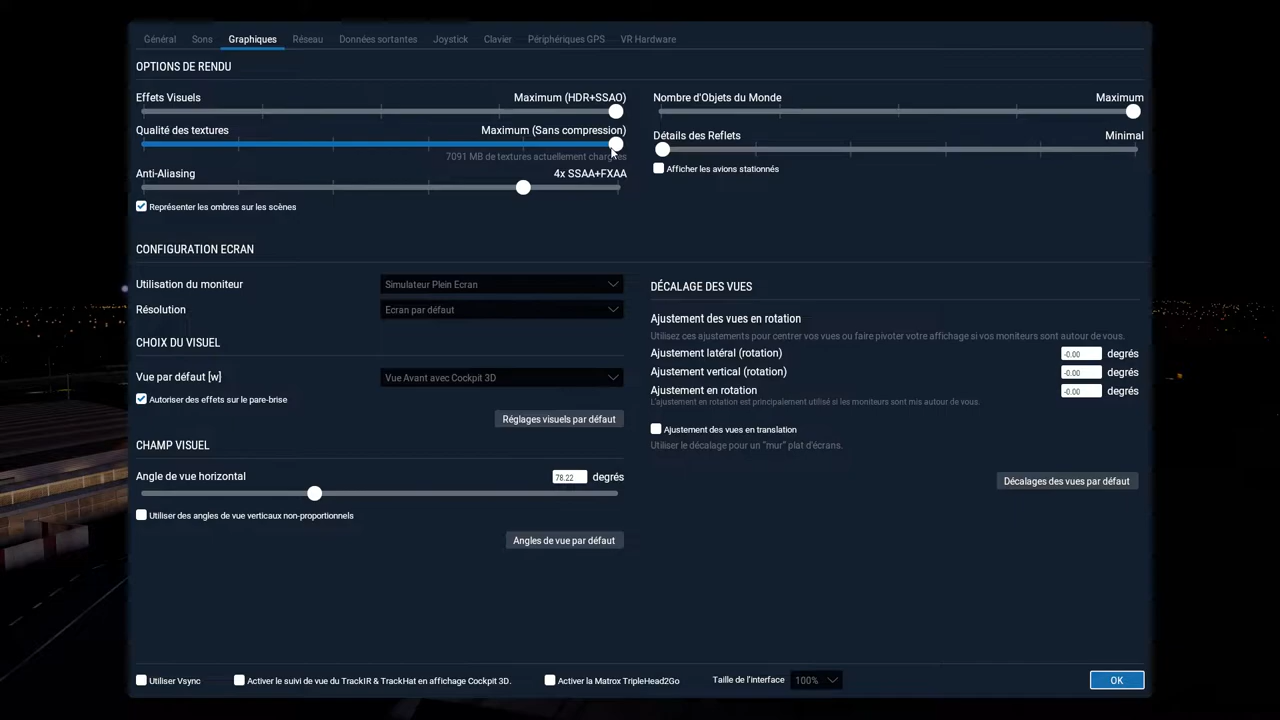 Général Sons Graphiques Réseau Données sortantes Joystick Clavier Périphériques GPS VR Hardware
OPTIONS DE RENDU
Effets Visuels Maximum (HDR+SSAO)
Qualité des textures Maximum (Sans compression)
7091 MB de textures actuellement chargées
Anti-Aliasing 4x SSAA+FXAA
Représenter les ombres sur les scènes
Nombre d'Objets du Monde Maximum
Détails des Reflets Minimal
Afficher les avions stationnés
CONFIGURATION ECRAN
Utilisation du moniteur Simulateur Plein Ecran
Résolution Ecran par défaut
CHOIX DU VISUEL
Vue par défaut [w] Vue Avant avec Cockpit 3D
Autoriser des effets sur le pare-brise
Réglages visuels par défaut
CHAMP VISUEL
Angle de vue horizontal 78.22 degrés
Utiliser des angles de vue verticaux non-proportionnels
Angles de vue par défaut
DÉCALAGE DES VUES
Ajustement des vues en rotation
Utilisez ces ajustements pour centrer vos vues ou faire pivoter votre affichage si vos moniteurs sont autour de vous.
Ajustement latéral (rotation) -0.00 degrés
Ajustement vertical (rotation) -0.00 degrés
Ajustement en rotation -0.00 degrés
L'ajustement en rotation est principalement utilisé si les moniteurs sont mis autour de vous.
Ajustement des vues en translation
Utiliser le décalage pour un "mur" plat d'écrans.
Décalages des vues par défaut
Utiliser Vsync Activer le suivi de vue du TrackIR & TrackHat en affichage Cockpit 3D. Activer la Matrox TripleHead2Go Taille de l'interface 100% OK